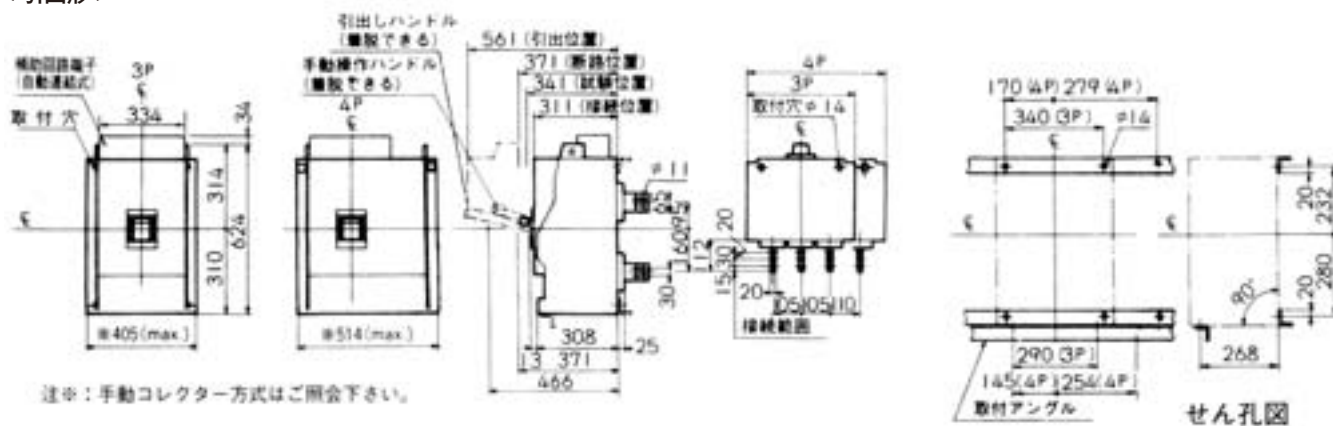 引出しハンドル
(着脱できる)
手動操作ハンドル
(着脱できる)
補助回路端子
(自動連結式)
取付穴
3P
℄
334
34
314
624
310
℄
※405(max.)
4P
℄
※514(max.)
561(引出位置)
371(断路位置)
341(試験位置)
311(接続位置)
φ11
30
308
25
13 371
466
4P
3P
取付穴φ14
℄
20
112
30
15
20
105 105 110
接続範囲
170(4P) 279(4P)
340(3P)
φ14
℄
℄
℄
20
232
20
280
90°
268
290(3P)
145(4P) 254(4P)
取付アングル
せん孔図
注※：手動コレクター方式はご照会下さい。